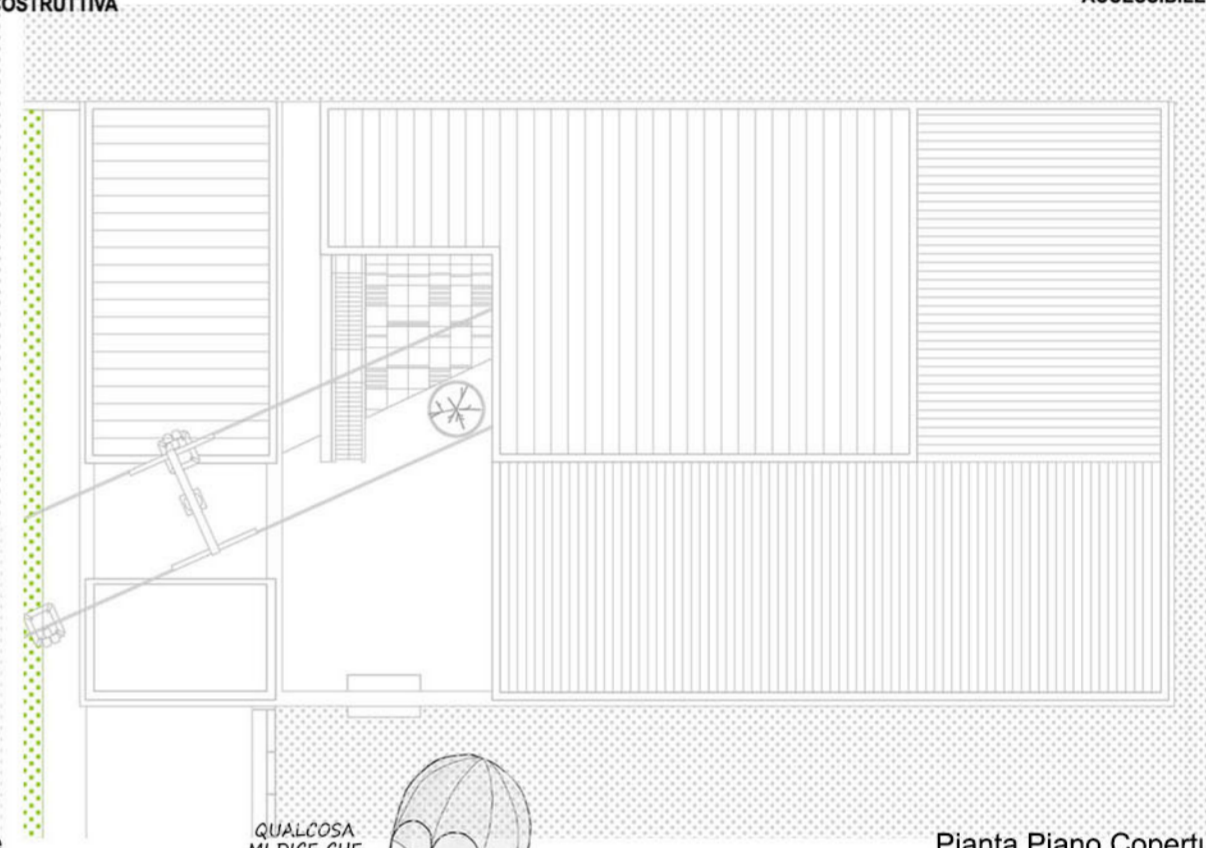 COSTRUTTIVA
ACCESSIBILE
QUALCOSA
MI DICE CHE
Pianta Piano Copertu